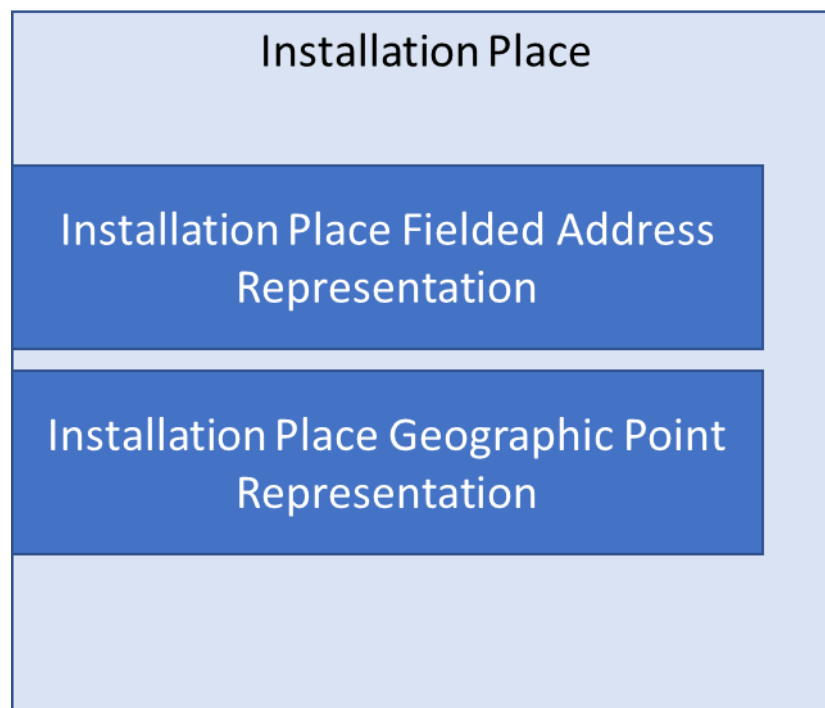 Installation Place
Installation Place Fielded Address
Representation
Installation Place Geographic Point
Representation